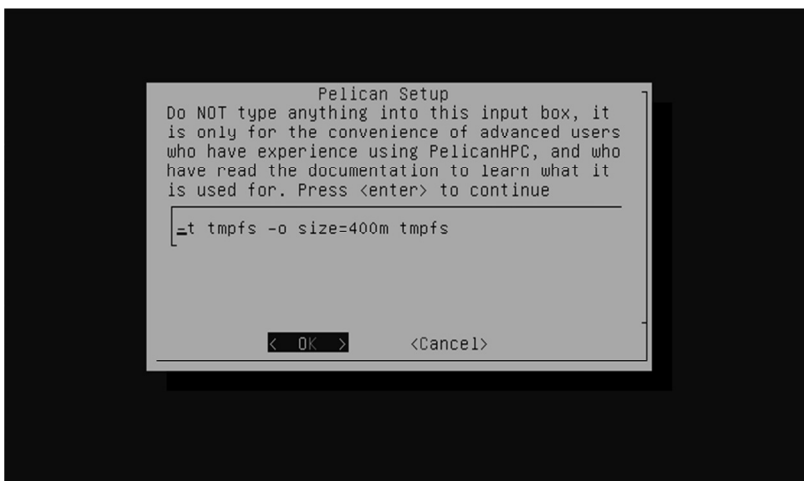 Pelican Setup
Do NOT type anything into this input box, it
is only for the convenience of advanced users
who have experience using PelicanHPC, and who
have read the documentation to learn what it
is used for. Press <enter> to continue
-t tmpfs -o size=400m tmpfs
< OK > <Cancel>